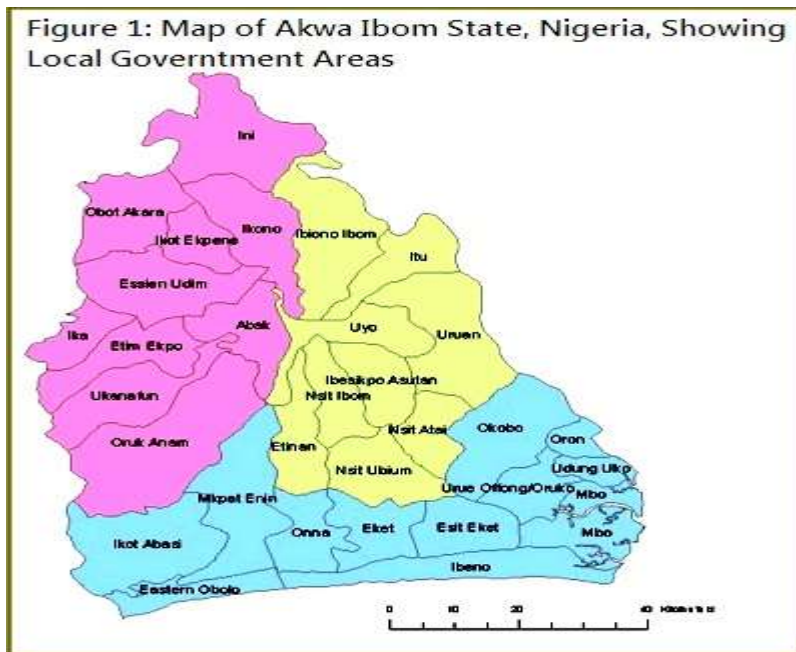 Figure 1: Map of Akwa Ibom State, Nigeria, Showing
Local Governtment Areas
Ini
Obot Akara
Ikot Ekpene
Ikono
Ibiono Ibom
Itu
Essien Udim
Ika
Etim Ekpo
Abak
Uyo
Uruan
Ukanafun
Ibesikpo Asutan
Nsit Ibom
Oruk Anam
Etinan
Nsit Atai
Okobo
Oron
Nsit Ubium
Udung Uko
Urue Offong/Oruko
Mbo
Mkpat Enin
Ikot Abasi
Onna
Eket
Esit Eket
Mbo
Ibeno
Eastern Obolo
0 10 20 40 Kilometers